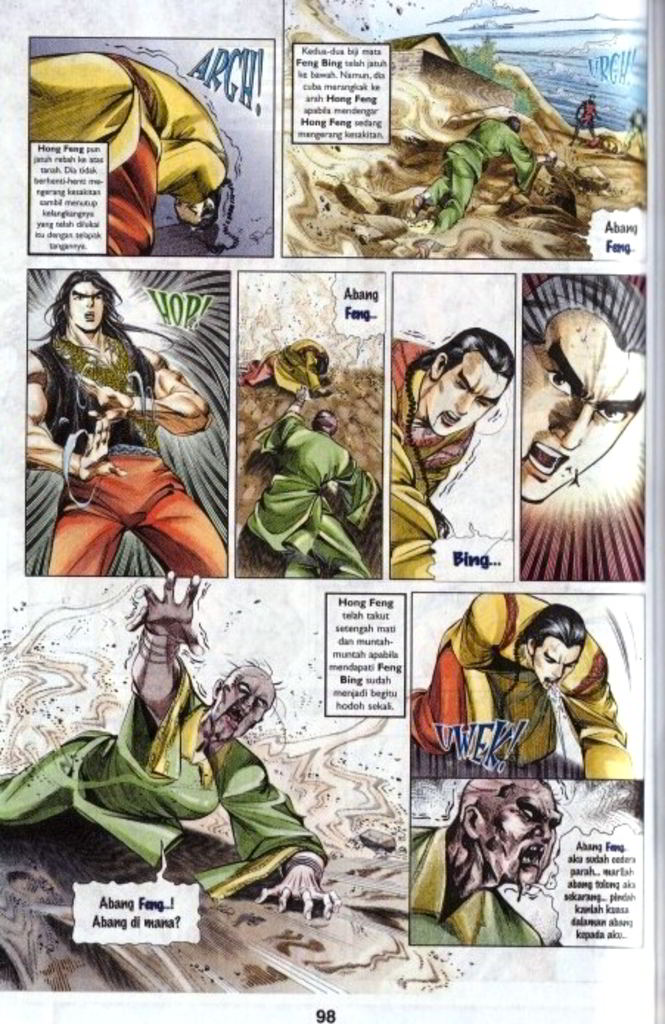 ARGH!
Hong Feng pun
jatuh rebah ke atas
tanah. Dia tidak
berhenti-henti me-
ngerang kesakitan
sambil menutup
kelangkangnya
yang telah dilukai
itu dengan telapak
tangannya.
Kedua-dua biji mata
Feng Bing telah jatuh
ke bawah. Namun, dia
cuba merangkak ke
arah Hong Feng
apabila mendengar
Hong Feng sedang
mengerang kesakitan.
URGH!
Abang
Feng..
HOP!
Abang
Feng..
Bing...
Abang Feng..!
Abang di mana?
Hong Feng
telah takut
setengah mati
dan muntah-
muntah apabila
mendapati Feng
Bing sudah
menjadi begitu
hodoh sekali.
UWEK!
Abang Feng..
aku sudah cedera
parah... marilah
abang tolong aku
sekarang... pindah
kanlah kuasa
dalaman abang
kepada aku..
98